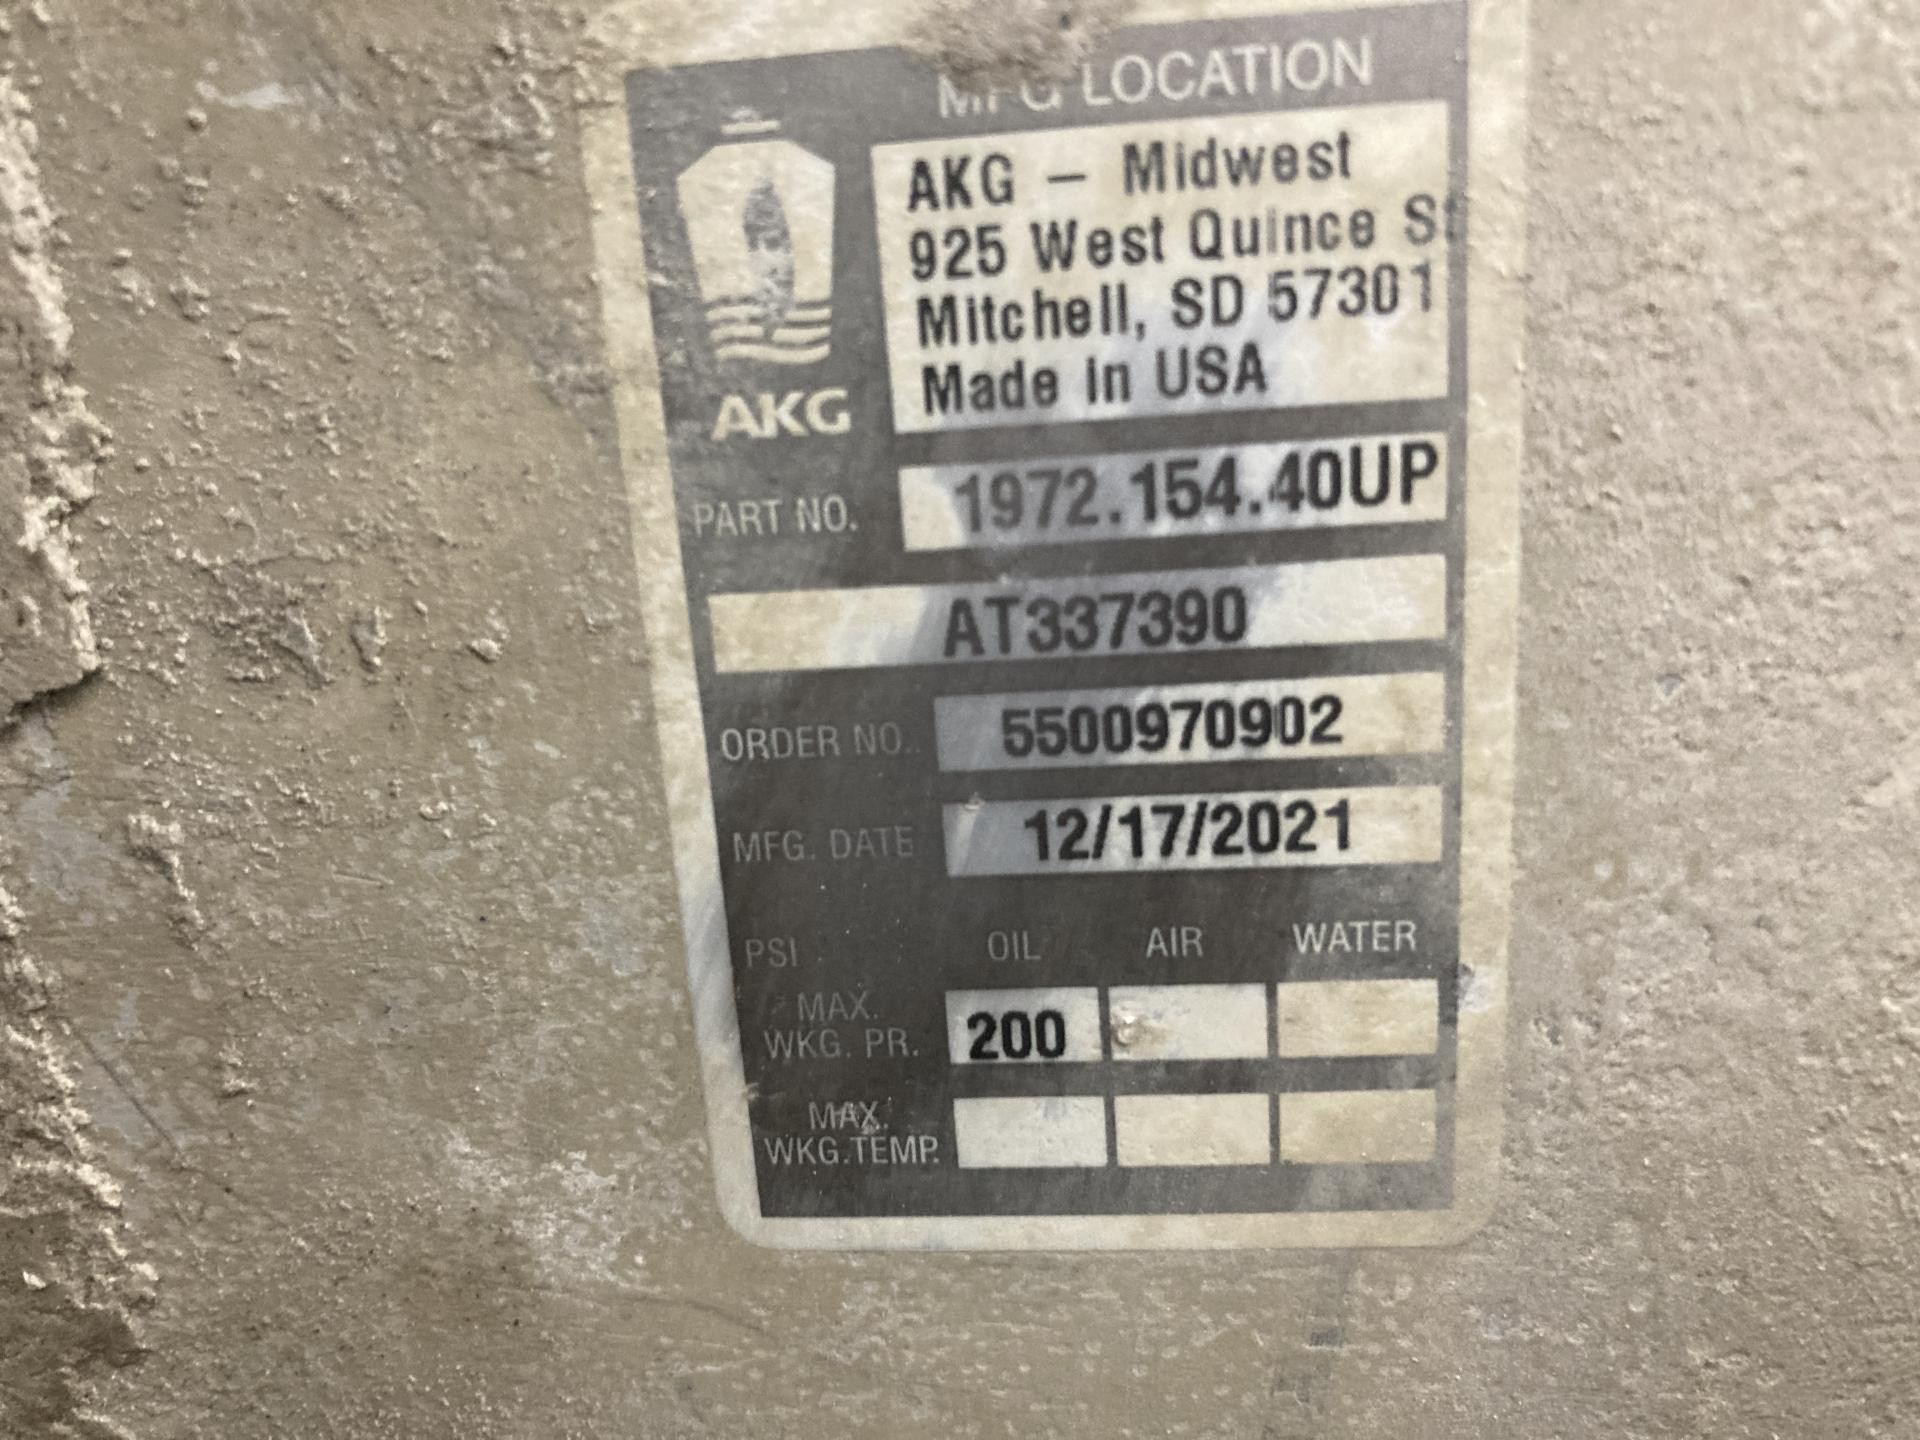 MFG LOCATION
AKG – Midwest
925 West Quince St
Mitchell, SD 57301
Made in USA
AKG
PART NO. 1972.154.40UP
AT337390
ORDER NO. 5500970902
MFG. DATE 12/17/2021
PSI OIL AIR WATER
MAX.
WKG. PR. 200
MAX.
WKG.TEMP.